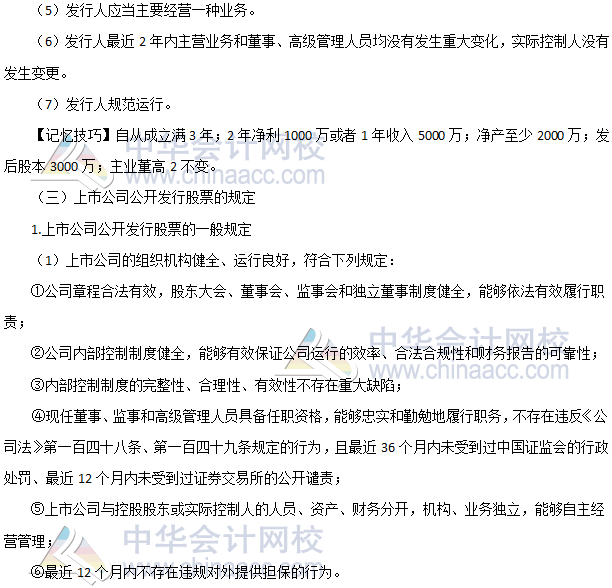 （5）发行人应当主要经营一种业务。
（6）发行人最近 2 年内主营业务和董事、高级管理人员均没有发生重大变化，实际控制人没有
发生变更。
（7）发行人规范运行。
【记忆技巧】自从成立满 3 年；2 年净利 1000 万或者 1 年收入 5000 万；净产至少 2000 万；发
后股本 3000 万；主业董高 2 不变。
（三）上市公司公开发行股票的规定
1.上市公司公开发行股票的一般规定
（1）上市公司的组织机构健全、运行良好，符合下列规定：
①公司章程合法有效，股东大会、董事会、监事会和独立董事制度健全，能够依法有效履行职
责；
②公司内部控制制度健全，能够有效保证公司运行的效率、合法合规性和财务报告的可靠性；
③内部控制制度的完整性、合理性、有效性不存在重大缺陷；
④现任董事、监事和高级管理人员具备任职资格，能够忠实和勤勉地履行职务，不存在违反《公
司法》第一百四十八条、第一百四十九条规定的行为，且最近 36 个月内未受到过中国证监会的行政
处罚、最近 12 个月内未受到过证券交易所的公开谴责；
⑤上市公司与控股股东或实际控制人的人员、资产、财务分开，机构、业务独立，能够自主经
营管理；
⑥最近 12 个月内不存在违规对外提供担保的行为。
中华会计网校
www.chinaacc.com
中华会计网校
www.chinaacc.com
中华会计网校
www.chinaacc.com